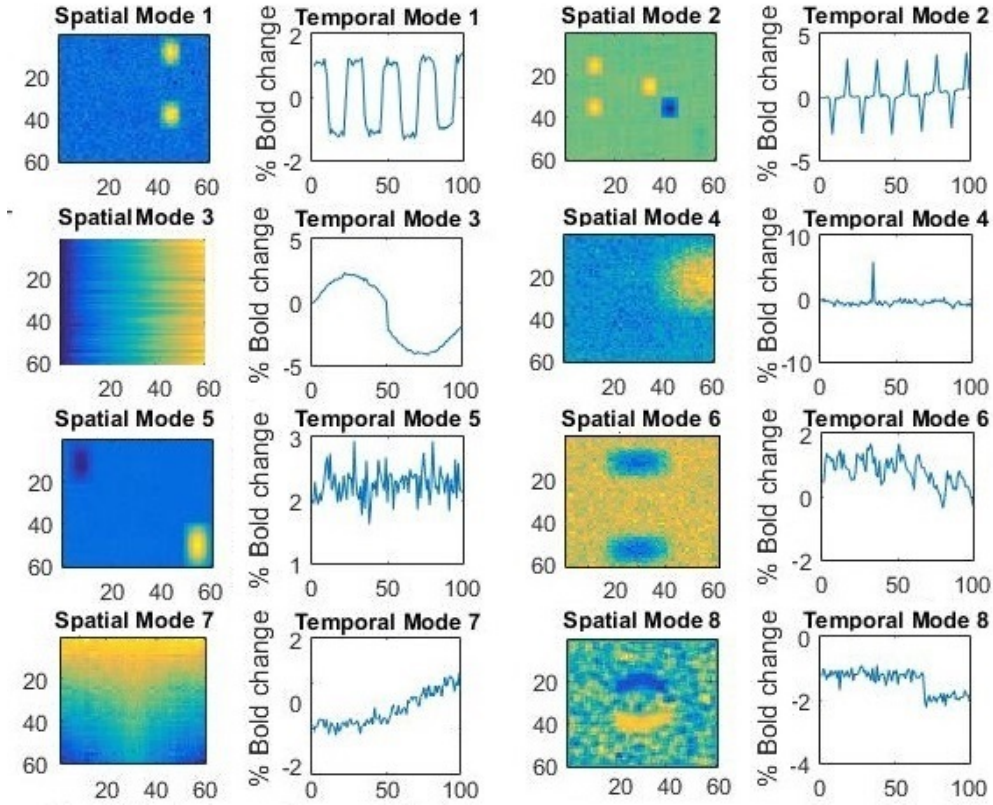 Spatial Mode 1
20
40
60
20 40 60
Temporal Mode 1
% Bold change
2
0
-2
0 50 100
Spatial Mode 2
20
40
60
20 40 60
Temporal Mode 2
% Bold change
5
0
-5
0 50 100
Spatial Mode 3
20
40
60
20 40 60
Temporal Mode 3
% Bold change
5
0
-5
0 50 100
Spatial Mode 4
20
40
60
20 40 60
Temporal Mode 4
% Bold change
10
0
-10
0 50 100
Spatial Mode 5
20
40
60
20 40 60
Temporal Mode 5
% Bold change
3
2
1
0 50 100
Spatial Mode 6
20
40
60
20 40 60
Temporal Mode 6
% Bold change
2
0
-2
0 50 100
Spatial Mode 7
20
40
60
20 40 60
Temporal Mode 7
% Bold change
2
0
-2
0 50 100
Spatial Mode 8
20
40
60
20 40 60
Temporal Mode 8
% Bold change
0
-2
-4
0 50 100